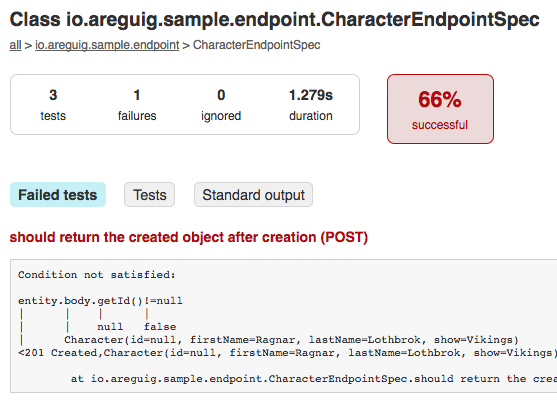 Class io.areguig.sample.endpoint.CharacterEndpointSpec
all > io.areguig.sample.endpoint > CharacterEndpointSpec
3 1 0 1.279s
tests failures ignored duration
66%
successful
Failed tests Tests Standard output
should return the created object after creation (POST)
Condition not satisfied:
entity.body.getId()!=null
|      |    |      |
|      |    null   false
|      Character(id=null, firstName=Ragnar, lastName=Lothbrok, show=Vikings)
<201 Created,Character(id=null, firstName=Ragnar, lastName=Lothbrok, show=Vikings)
at io.areguig.sample.endpoint.CharacterEndpointSpec.should return the crea